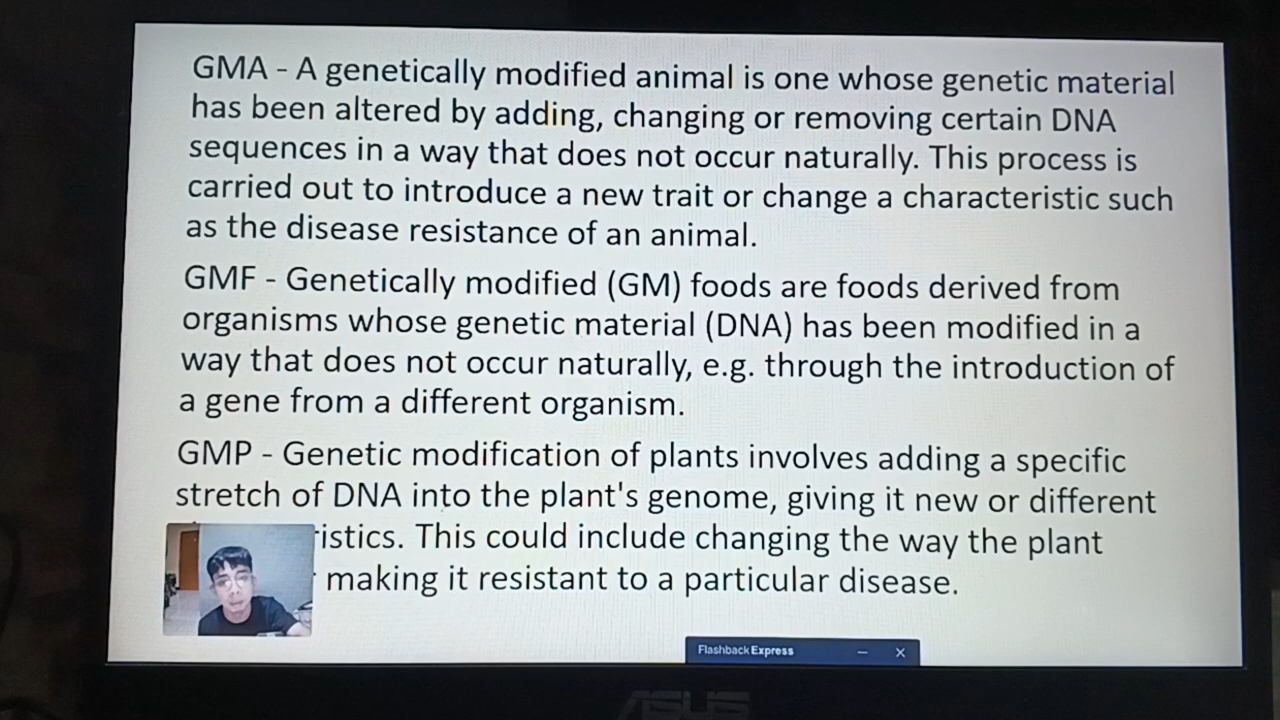 GMA - A genetically modified animal is one whose genetic material
has been altered by adding, changing or removing certain DNA
sequences in a way that does not occur naturally. This process is
carried out to introduce a new trait or change a characteristic such
as the disease resistance of an animal.
GMF - Genetically modified (GM) foods are foods derived from
organisms whose genetic material (DNA) has been modified in a
way that does not occur naturally, e.g. through the introduction of
a gene from a different organism.
GMP - Genetic modification of plants involves adding a specific
stretch of DNA into the plant's genome, giving it new or different
ristics. This could include changing the way the plant
making it resistant to a particular disease.
FlashbackExpress
ASUS